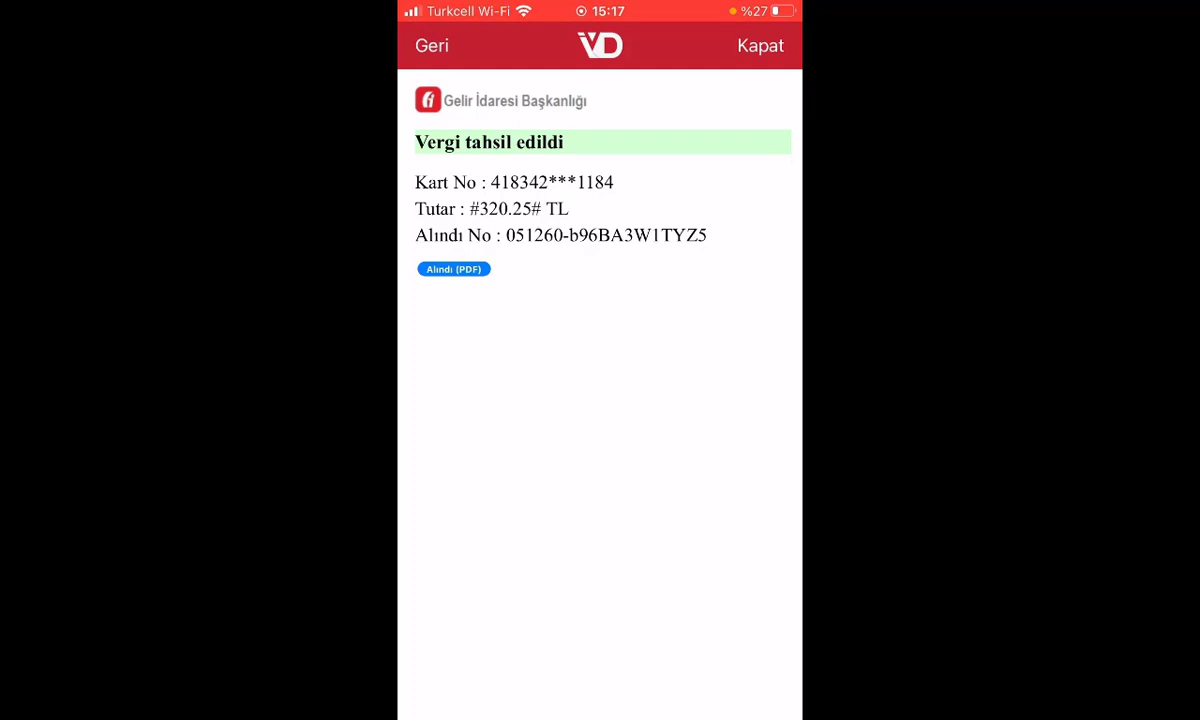 Turkcell Wi-Fi 15:17 %27
Geri VD Kapat
Gelir İdaresi Başkanlığı
Vergi tahsil edildi
Kart No : 418342***1184
Tutar : #320.25# TL
Alındı No : 051260-b96BA3W1TYZ5
Alındı (PDF)